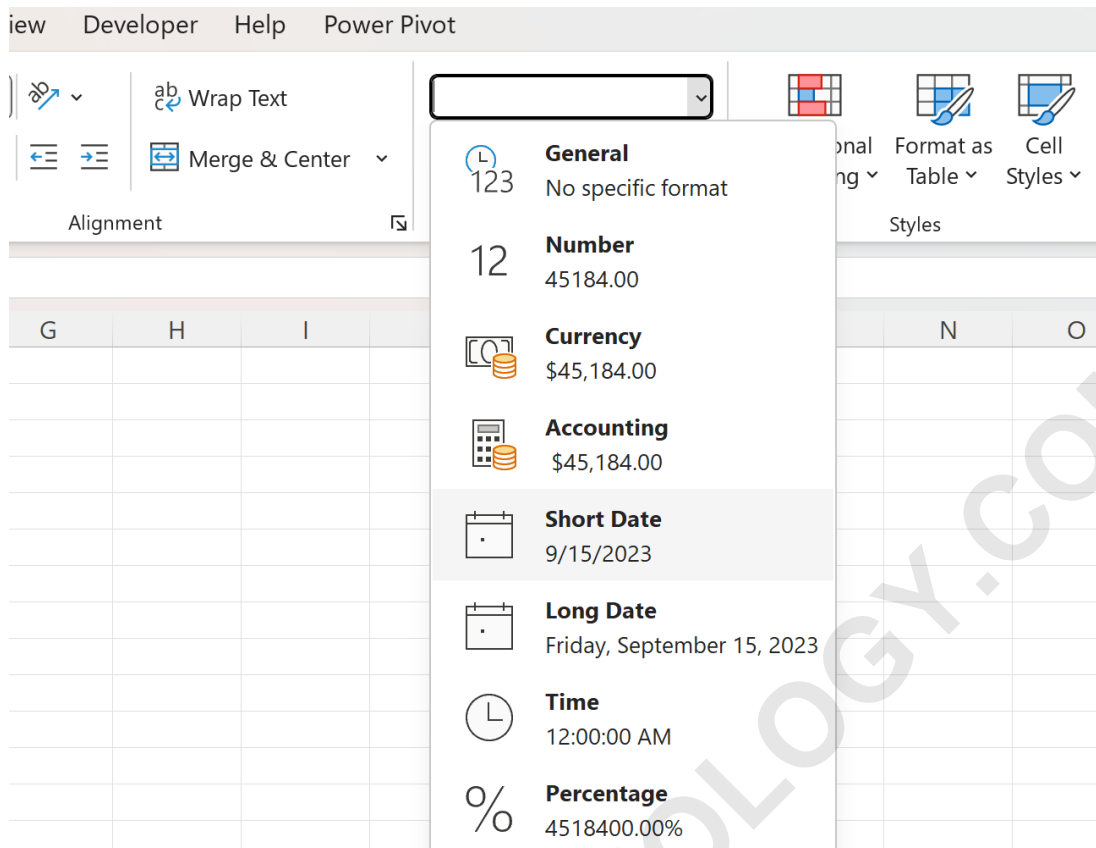 iew Developer Help Power Pivot
ab Wrap Text
c
Merge & Center
Alignment
General
No specific format
123
Number
45184.00
12
Currency
$45,184.00
Accounting
$45,184.00
Short Date
9/15/2023
Long Date
Friday, September 15, 2023
Time
12:00:00 AM
Percentage
4518400.00%
%
onal Format as Cell
ng Table Styles
Styles
G H I N O
OLOGY.CO